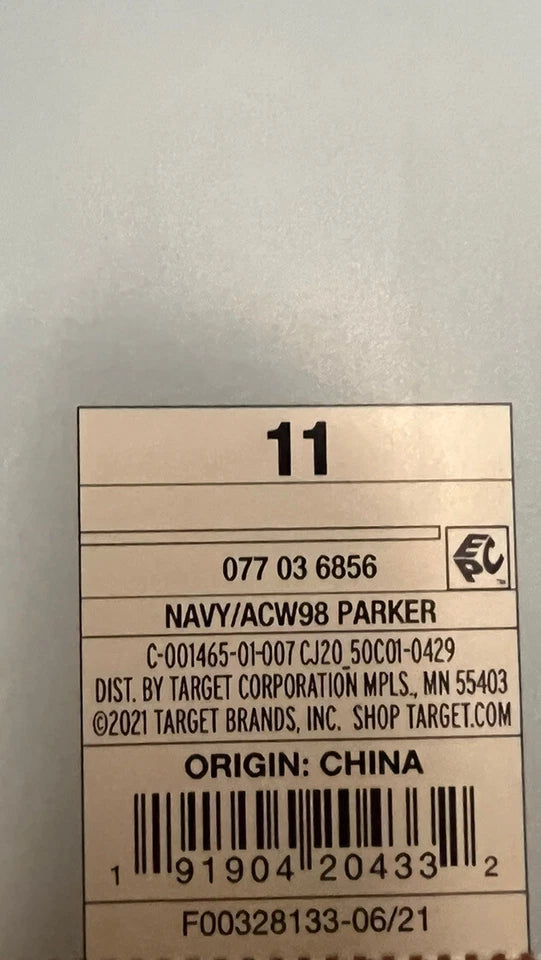 11
EPC
™
077 03 6856
NAVY/ACW98 PARKER
C-001465-01-007 CJ20_50C01-0429
DIST. BY TARGET CORPORATION MPLS., MN 55403
©2021 TARGET BRANDS, INC. SHOP TARGET.COM
ORIGIN: CHINA
1 91904 20433 2
F00328133-06/21